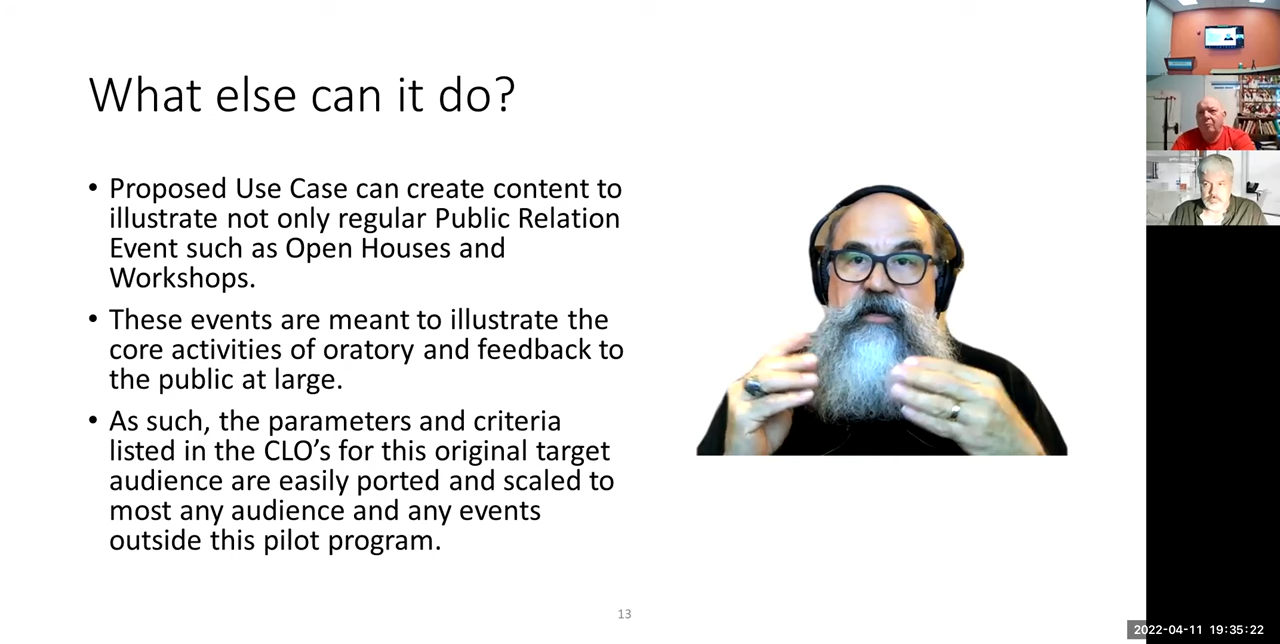 What else can it do?
• Proposed Use Case can create content to
illustrate not only regular Public Relation
Event such as Open Houses and
Workshops.
• These events are meant to illustrate the
core activities of oratory and feedback to
the public at large.
• As such, the parameters and criteria
listed in the CLO’s for this original target
audience are easily ported and scaled to
most any audience and any events
outside this pilot program.
13
2022-04-11 19:35:22